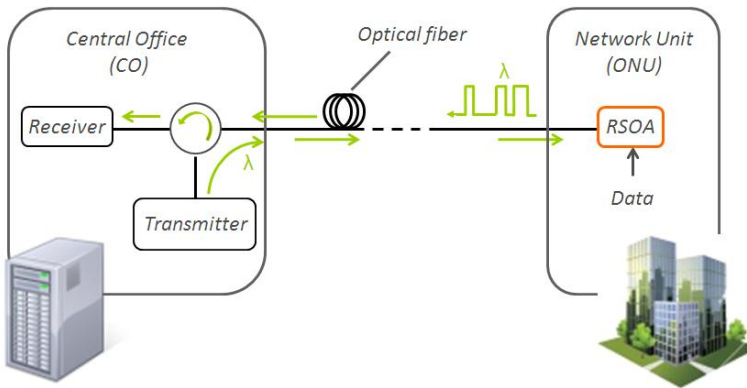 Central Office
(CO)
Optical fiber
Network Unit
(ONU)
λ
Receiver
RSOA
λ
Data
Transmitter